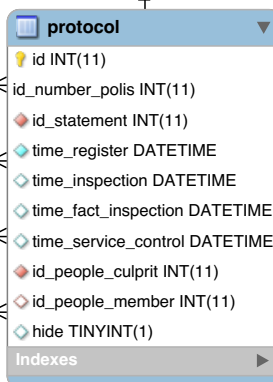 protocol
id INT(11)
id_number_polis INT(11)
id_statement INT(11)
time_register DATETIME
time_inspection DATETIME
time_fact_inspection DATETIME
time_service_control DATETIME
id_people_culprit INT(11)
id_people_member INT(11)
hide TINYINT(1)
Indexes